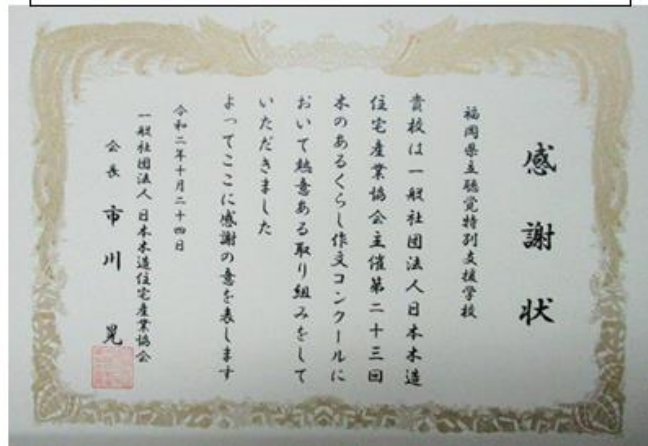 感謝状
福岡県立聴覚特別支援学校
貴校は一般社団法人日本木造
住宅産業協会主催第二十三回
木のあるくらし作文コンクールに
おいて熱意ある取り組みをして
いただきました
よってここに感謝の意を表します
令和二年十月二十四日
一般社団法人日本木造住宅産業協会
会長 市川 晃